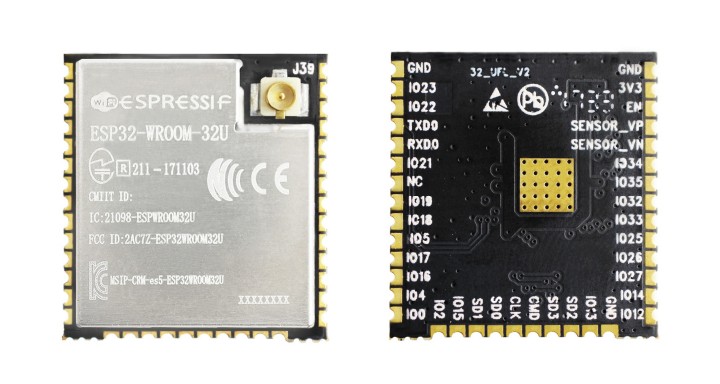 J39
WiFi ESPRESSIF
ESP32-WROOM-32U
R 211-171103
CMIIT ID:
IC:21098-ESPWROOM32U
FCC ID:2AC7Z-ESP32WROOM32U
MSIP-CRM-es5-ESP32WROOM32U
XXXXXXXX
32_UFL_V2
Pb
GND
IO23
IO22
TXD0
RXD0
IO21
NC
IO19
IO18
IO5
IO17
IO16
IO4
IO0
GND
3V3
EN
SENSOR_VP
SENSOR_VN
IO34
IO35
IO32
IO33
IO25
IO26
IO27
IO14
IO12
IO2
IO15
SD1
SD0
CLK
CMD
SD3
SD2
IO13
GND